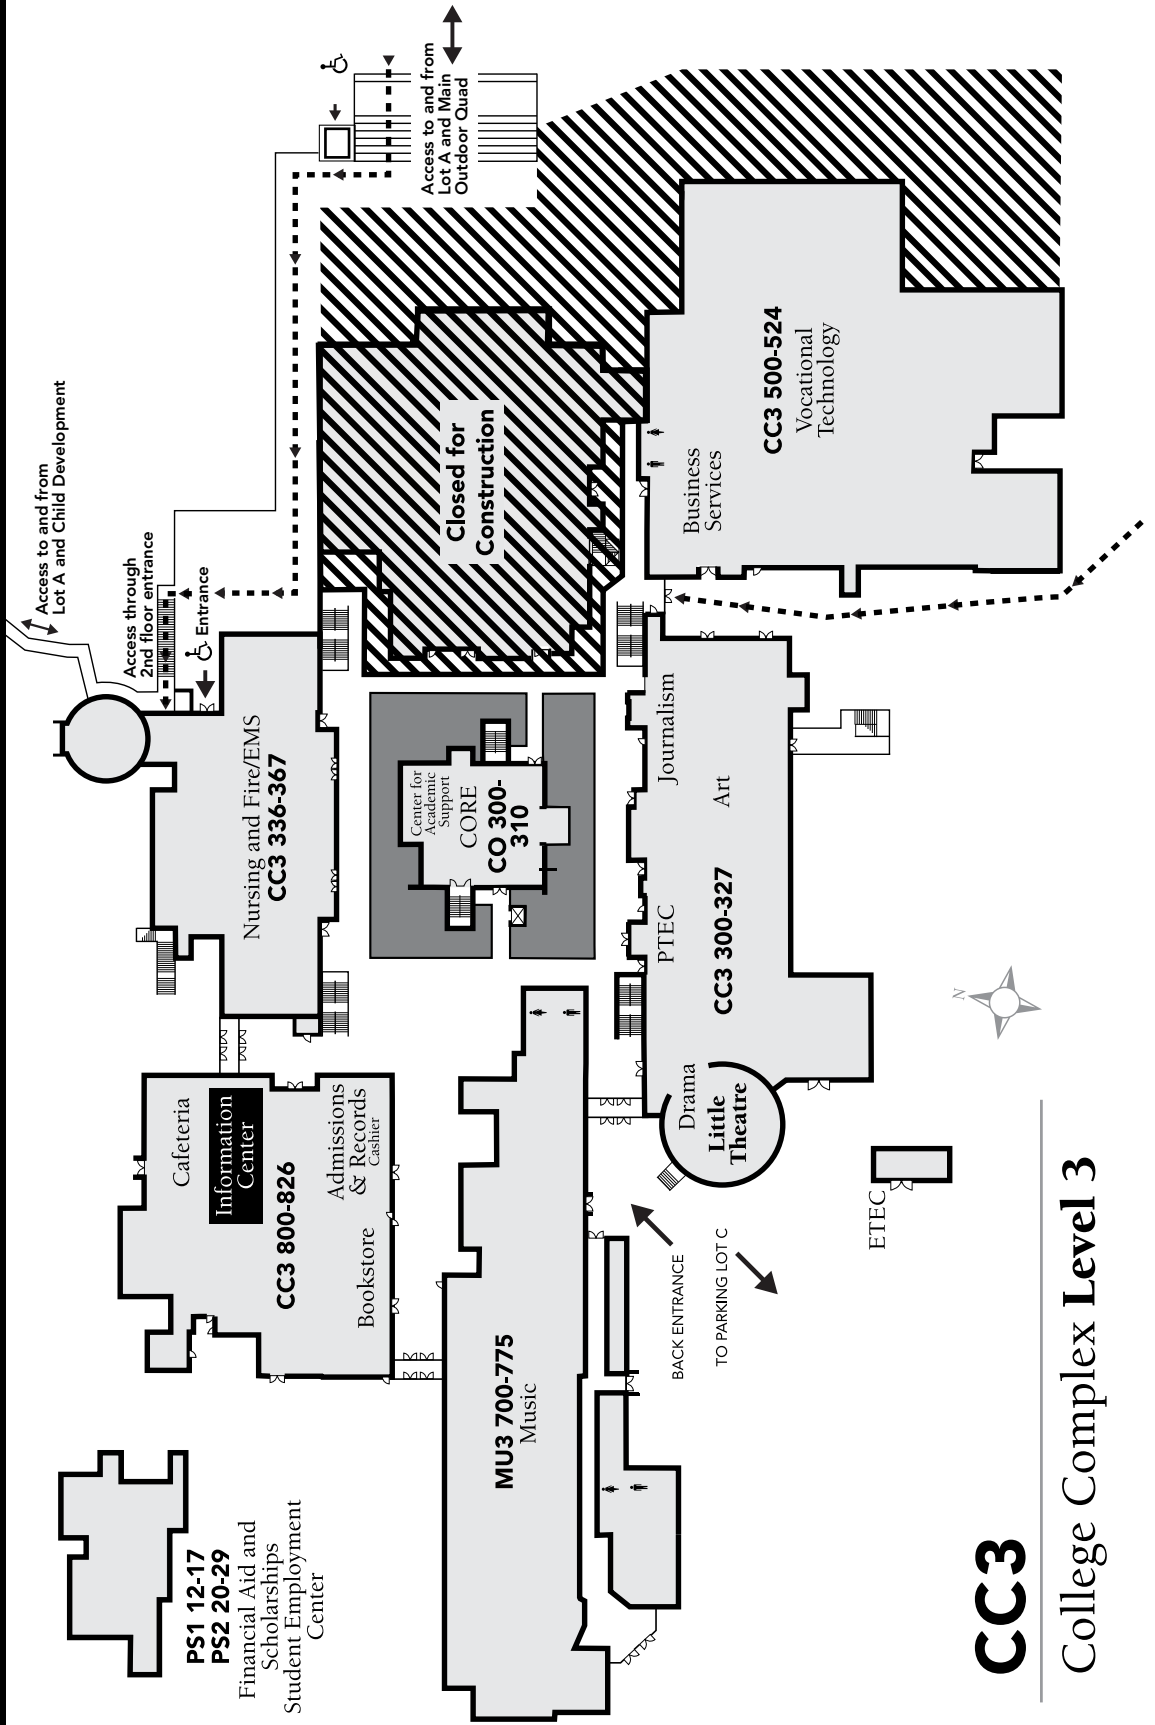 Access to and from
Lot A and Main
Outdoor Quad
Access to and from
Lot A and Child Development
Access through
2nd floor entrance
Entrance
Closed for
Construction
CC3 500-524
Vocational
Technology
Business
Services
Nursing and Fire/EMS
CC3 336-367
Center for
Academic
Support
CORE
CO 300-
310
Journalism
Art
PTEC
CC3 300-327
Drama
Little
Theatre
N
Cafeteria
Information
Center
CC3 800-826
Admissions
& Records
Cashier
Bookstore
MU3 700-775
Music
BACK ENTRANCE
TO PARKING LOT C
ETEC
PS1 12-17
PS2 20-29
Financial Aid and
Scholarships
Student Employment
Center
CC3
College Complex Level 3